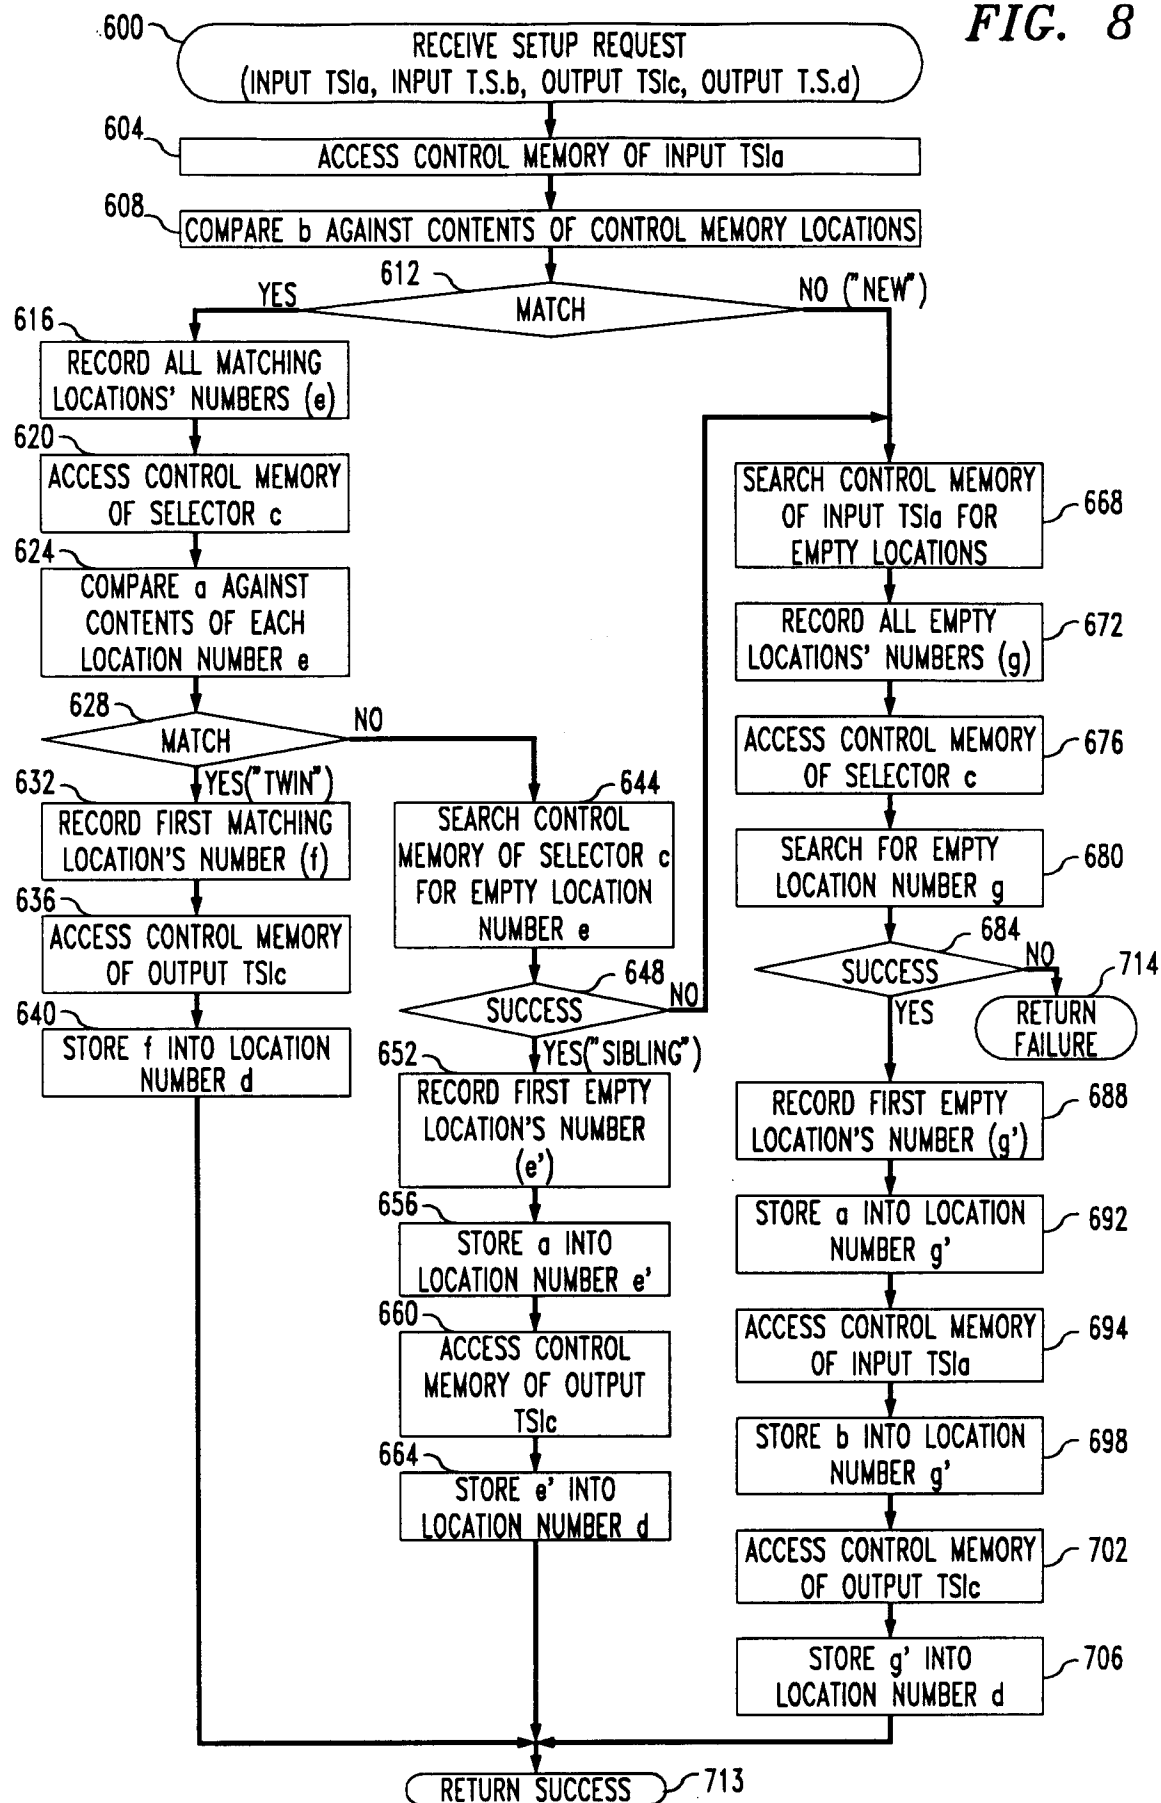 FIG. 8
600
RECEIVE SETUP REQUEST
(INPUT TSIa, INPUT T.S.b, OUTPUT TSIc, OUTPUT T.S.d)
604
ACCESS CONTROL MEMORY OF INPUT TSIa
608
COMPARE b AGAINST CONTENTS OF CONTROL MEMORY LOCATIONS
612
MATCH
YES
NO ("NEW")
616
RECORD ALL MATCHING
LOCATIONS' NUMBERS (e)
620
ACCESS CONTROL MEMORY
OF SELECTOR c
624
COMPARE a AGAINST
CONTENTS OF EACH
LOCATION NUMBER e
628
MATCH
NO
YES("TWIN")
632
RECORD FIRST MATCHING
LOCATION'S NUMBER (f)
636
ACCESS CONTROL MEMORY
OF OUTPUT TSIc
640
STORE f INTO LOCATION
NUMBER d
644
SEARCH CONTROL
MEMORY OF SELECTOR c
FOR EMPTY LOCATION
NUMBER e
648
SUCCESS
NO
YES("SIBLING")
652
RECORD FIRST EMPTY
LOCATION'S NUMBER
(e')
656
STORE a INTO
LOCATION NUMBER e'
660
ACCESS CONTROL
MEMORY OF OUTPUT
TSIc
664
STORE e' INTO
LOCATION NUMBER d
SEARCH CONTROL MEMORY
OF INPUT TSIa FOR
EMPTY LOCATIONS
668
RECORD ALL EMPTY
LOCATIONS' NUMBERS (g)
672
ACCESS CONTROL MEMORY
OF SELECTOR c
676
SEARCH FOR EMPTY
LOCATION NUMBER g
680
684
SUCCESS
NO
YES
714
RETURN
FAILURE
RECORD FIRST EMPTY
LOCATION'S NUMBER (g')
688
STORE a INTO LOCATION
NUMBER g'
692
ACCESS CONTROL MEMORY
OF INPUT TSIa
694
STORE b INTO LOCATION
NUMBER g'
698
ACCESS CONTROL MEMORY
OF OUTPUT TSIc
702
STORE g' INTO
LOCATION NUMBER d
706
RETURN SUCCESS
713